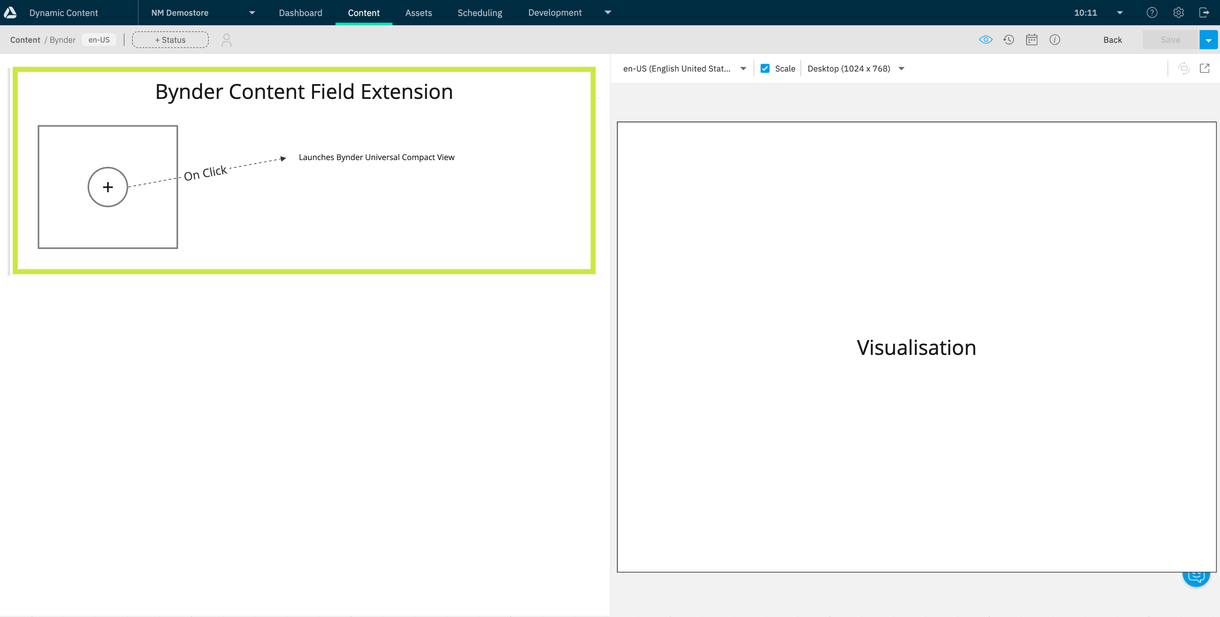 Dynamic Content NM Demostore Dashboard Content Assets Scheduling Development 10:11
Content / Bynder en-US + Status Back Save
en-US (English United Stat... Scale Desktop (1024 x 768)
Bynder Content Field Extension
+
On Click
Launches Bynder Universal Compact View
Visualisation